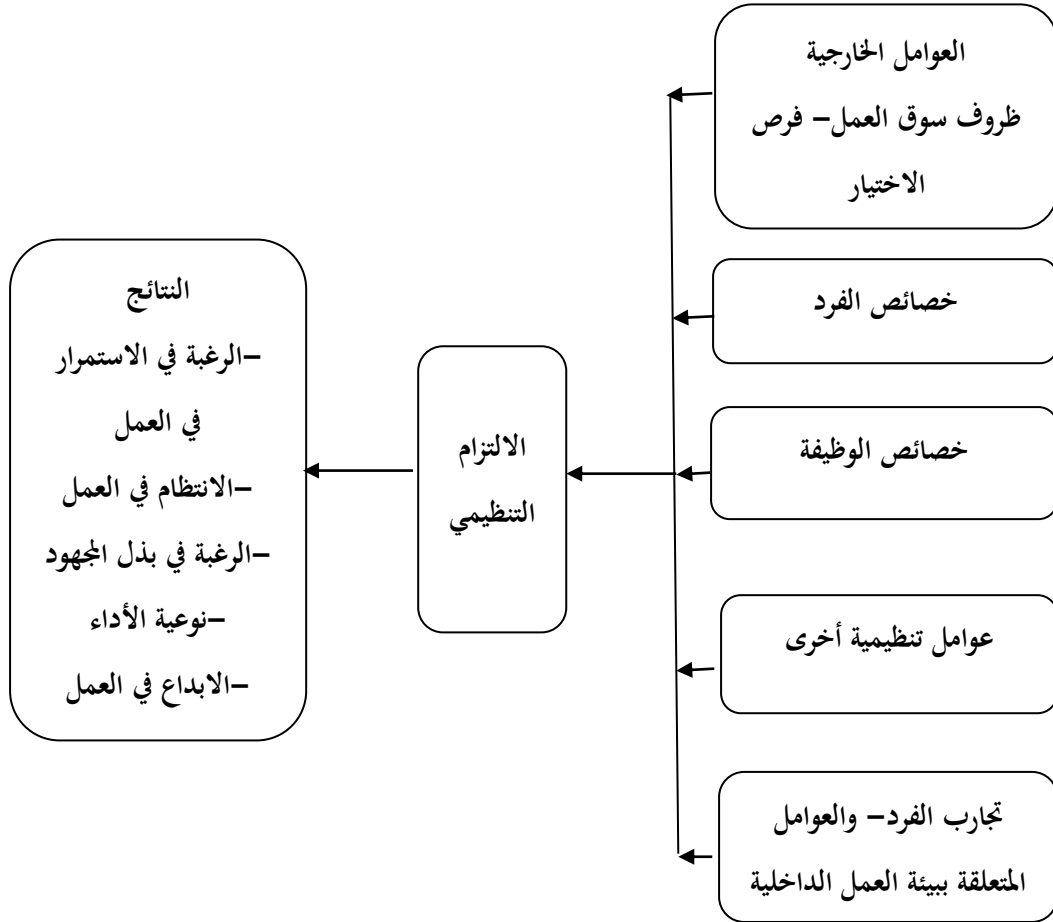 العوامل الخارجية
ظروف سوق العمل– فرص
الاختيار
خصائص الفرد
خصائص الوظيفة
عوامل تنظيمية أخرى
تجارب الفرد– والعوامل
المتعلقة ببيئة العمل الداخلية
الالتزام
التنظيمي
النتائج
–الرغبة في الاستمرار
في العمل
–الانتظام في العمل
–الرغبة في بذل المجهود
–نوعية الأداء
–الابداع في العمل